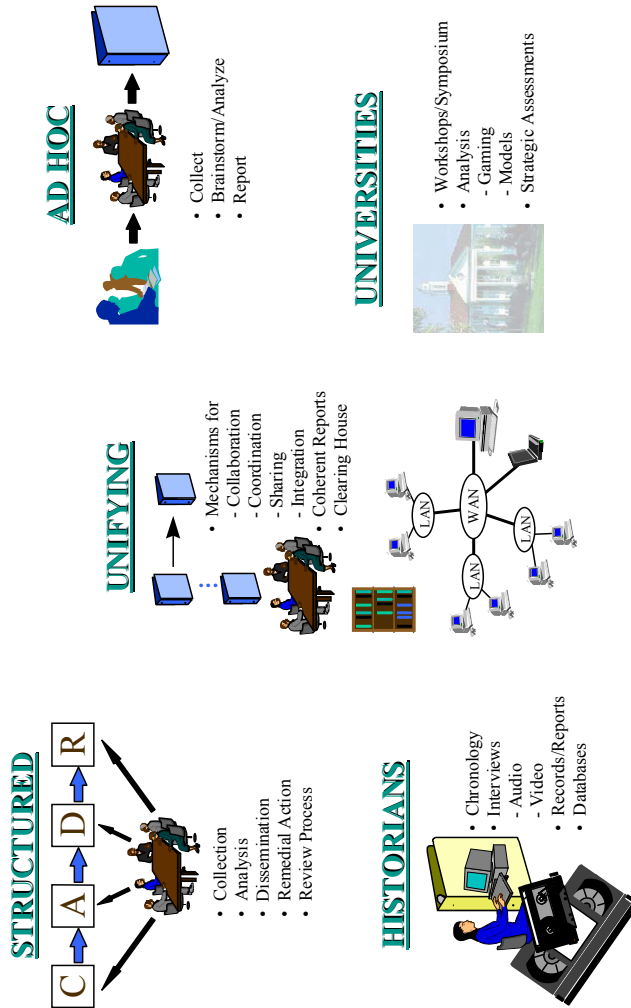 STRUCTURED
C A D R
• Collection
• Analysis
• Dissemination
• Remedial Action
• Review Process
UNIFYING
• Mechanisms for
- Collaboration
- Coordination
- Sharing
- Integration
• Coherent Reports
• Clearing House
AD HOC
• Collect
• Brainstorm/Analyze
• Report
HISTORIANS
• Chronology
• Interviews
- Audio
- Video
• Records/Reports
• Databases
LAN
WAN
LAN
LAN
UNIVERSITIES
• Workshops/Symposium
• Analysis
- Gaming
- Models
• Strategic Assessments